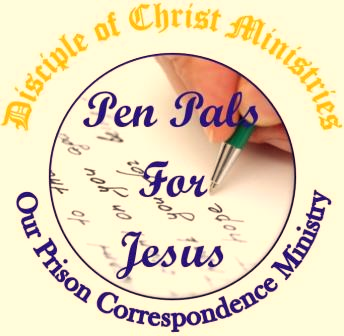 Disciple of Christ Ministries
Pen Pals
For
Jesus
Our Prison Correspondence Ministry